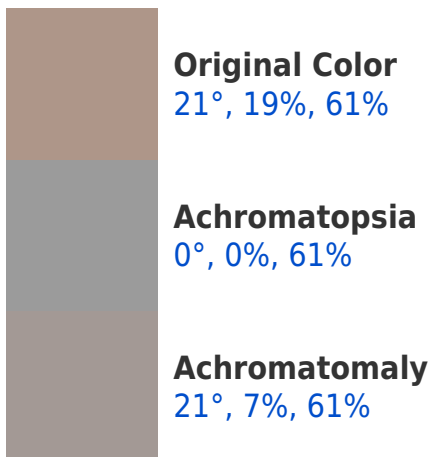 Original Color
21°, 19%, 61%
Achromatopsia
0°, 0%, 61%
Achromatomaly
21°, 7%, 61%